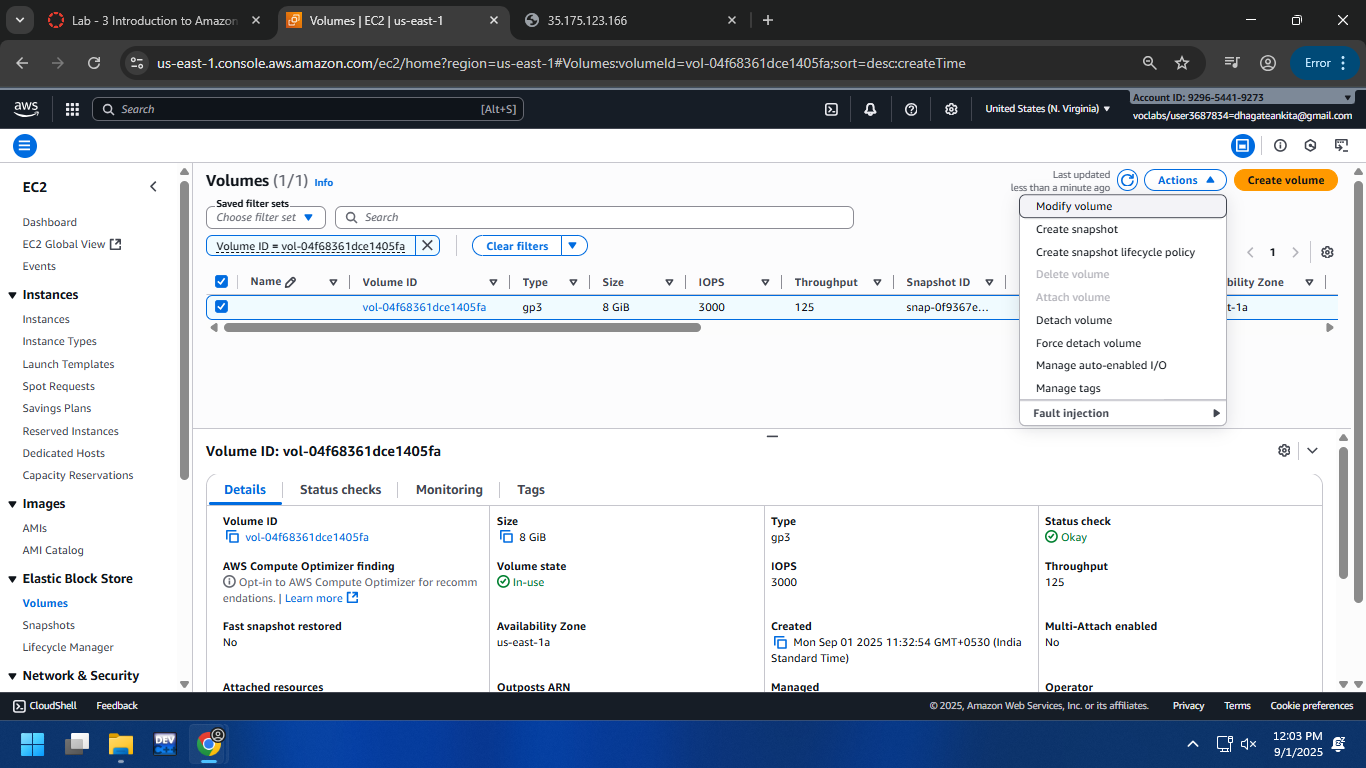 Lab - 3 Introduction to Amazon
Volumes | EC2 | us-east-1
35.175.123.166
us-east-1.console.aws.amazon.com/ec2/home?region=us-east-1#Volumes:volumeId=vol-04f68361dce1405fa;sort=desc:createTime
Error
aws
Search [Alt+S]
United States (N. Virginia)
Account ID: 9296-5441-9273
voclabs/user3687834=dhagateankita@gmail.com
EC2
Dashboard
EC2 Global View
Events
Instances
Instances
Instance Types
Launch Templates
Spot Requests
Savings Plans
Reserved Instances
Dedicated Hosts
Capacity Reservations
Images
AMIs
AMI Catalog
Elastic Block Store
Volumes
Snapshots
Lifecycle Manager
Network & Security
Volumes (1/1) Info
Last updated
less than a minute ago
Actions
Create volume
Saved filter sets
Choose filter set
Search
Volume ID = vol-04f68361dce1405fa
Clear filters
1
Name Volume ID Type Size IOPS Throughput Snapshot ID bility Zone
vol-04f68361dce1405fa gp3 8 GiB 3000 125 snap-0f9367e... t-1a
Modify volume
Create snapshot
Create snapshot lifecycle policy
Delete volume
Attach volume
Detach volume
Force detach volume
Manage auto-enabled I/O
Manage tags
Fault injection
Volume ID: vol-04f68361dce1405fa
Details Status checks Monitoring Tags
Volume ID
vol-04f68361dce1405fa
Size
8 GiB
Type
gp3
Status check
Okay
AWS Compute Optimizer finding
Opt-in to AWS Compute Optimizer for recomm
endations. | Learn more
Volume state
In-use
IOPS
3000
Throughput
125
Fast snapshot restored
No
Availability Zone
us-east-1a
Created
Mon Sep 01 2025 11:32:54 GMT+0530 (India
Standard Time)
Multi-Attach enabled
No
Attached resources
Outposts ARN
Managed
Operator
CloudShell Feedback
© 2025, Amazon Web Services, Inc. or its affiliates. Privacy Terms Cookie preferences
DEV
12:03 PM
9/1/2025